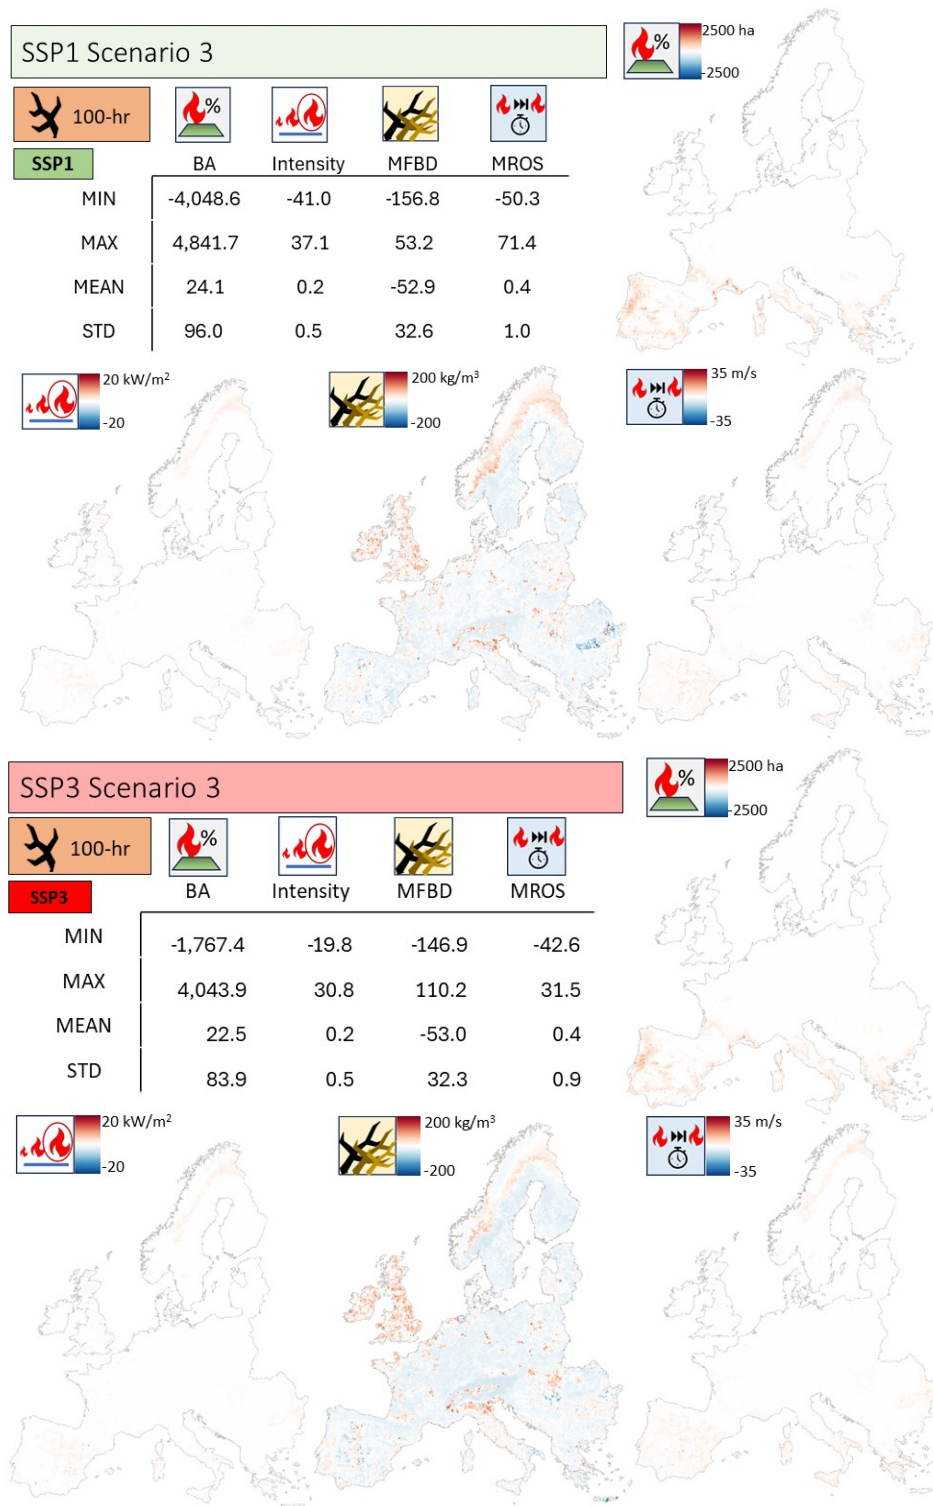 SSP1 Scenario 3
% 2500 ha
-2500
100-hr %
SSP1 BA Intensity MFBD MROS
MIN -4,048.6 -41.0 -156.8 -50.3
MAX 4,841.7 37.1 53.2 71.4
MEAN 24.1 0.2 -52.9 0.4
STD 96.0 0.5 32.6 1.0
20 kW/m²
-20
200 kg/m³
-200
35 m/s
-35
SSP3 Scenario 3
% 2500 ha
-2500
100-hr %
SSP3 BA Intensity MFBD MROS
MIN -1,767.4 -19.8 -146.9 -42.6
MAX 4,043.9 30.8 110.2 31.5
MEAN 22.5 0.2 -53.0 0.4
STD 83.9 0.5 32.3 0.9
20 kW/m²
-20
200 kg/m³
-200
35 m/s
-35